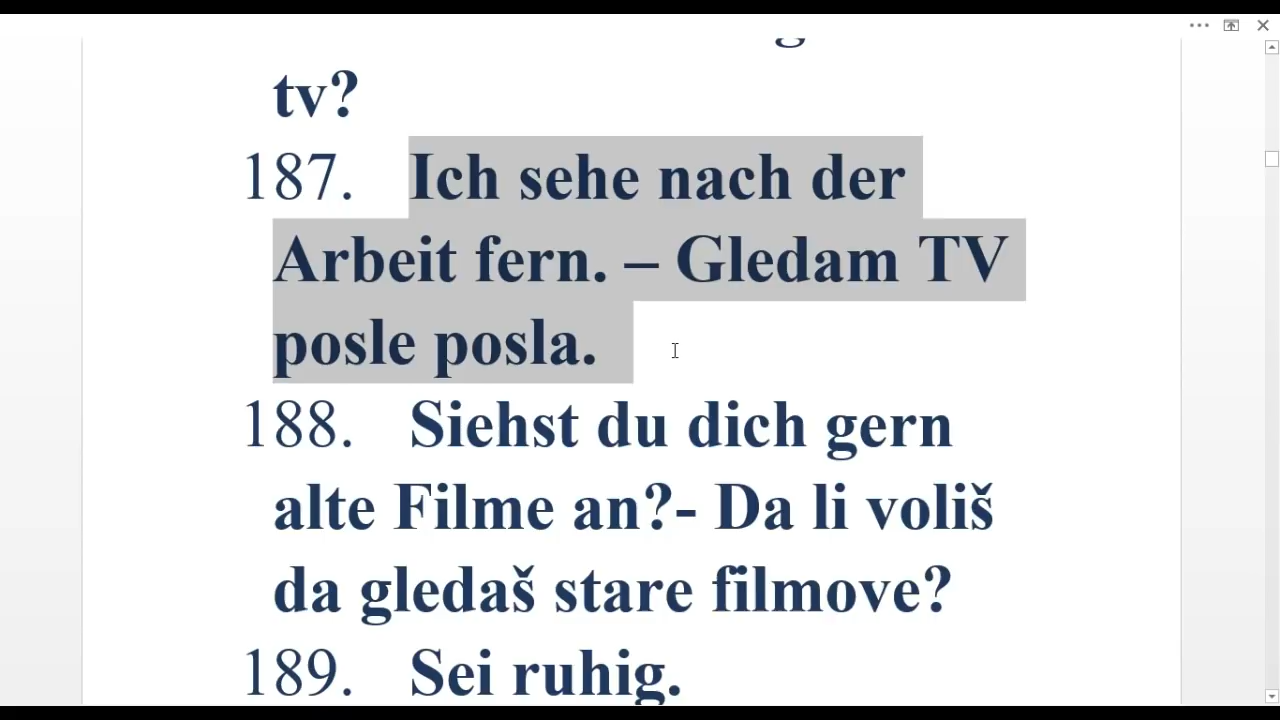 tv?
187. Ich sehe nach der
Arbeit fern. – Gledam TV
posle posla.
188. Siehst du dich gern
alte Filme an?- Da li voliš
da gledaš stare filmove?
189. Sei ruhig.